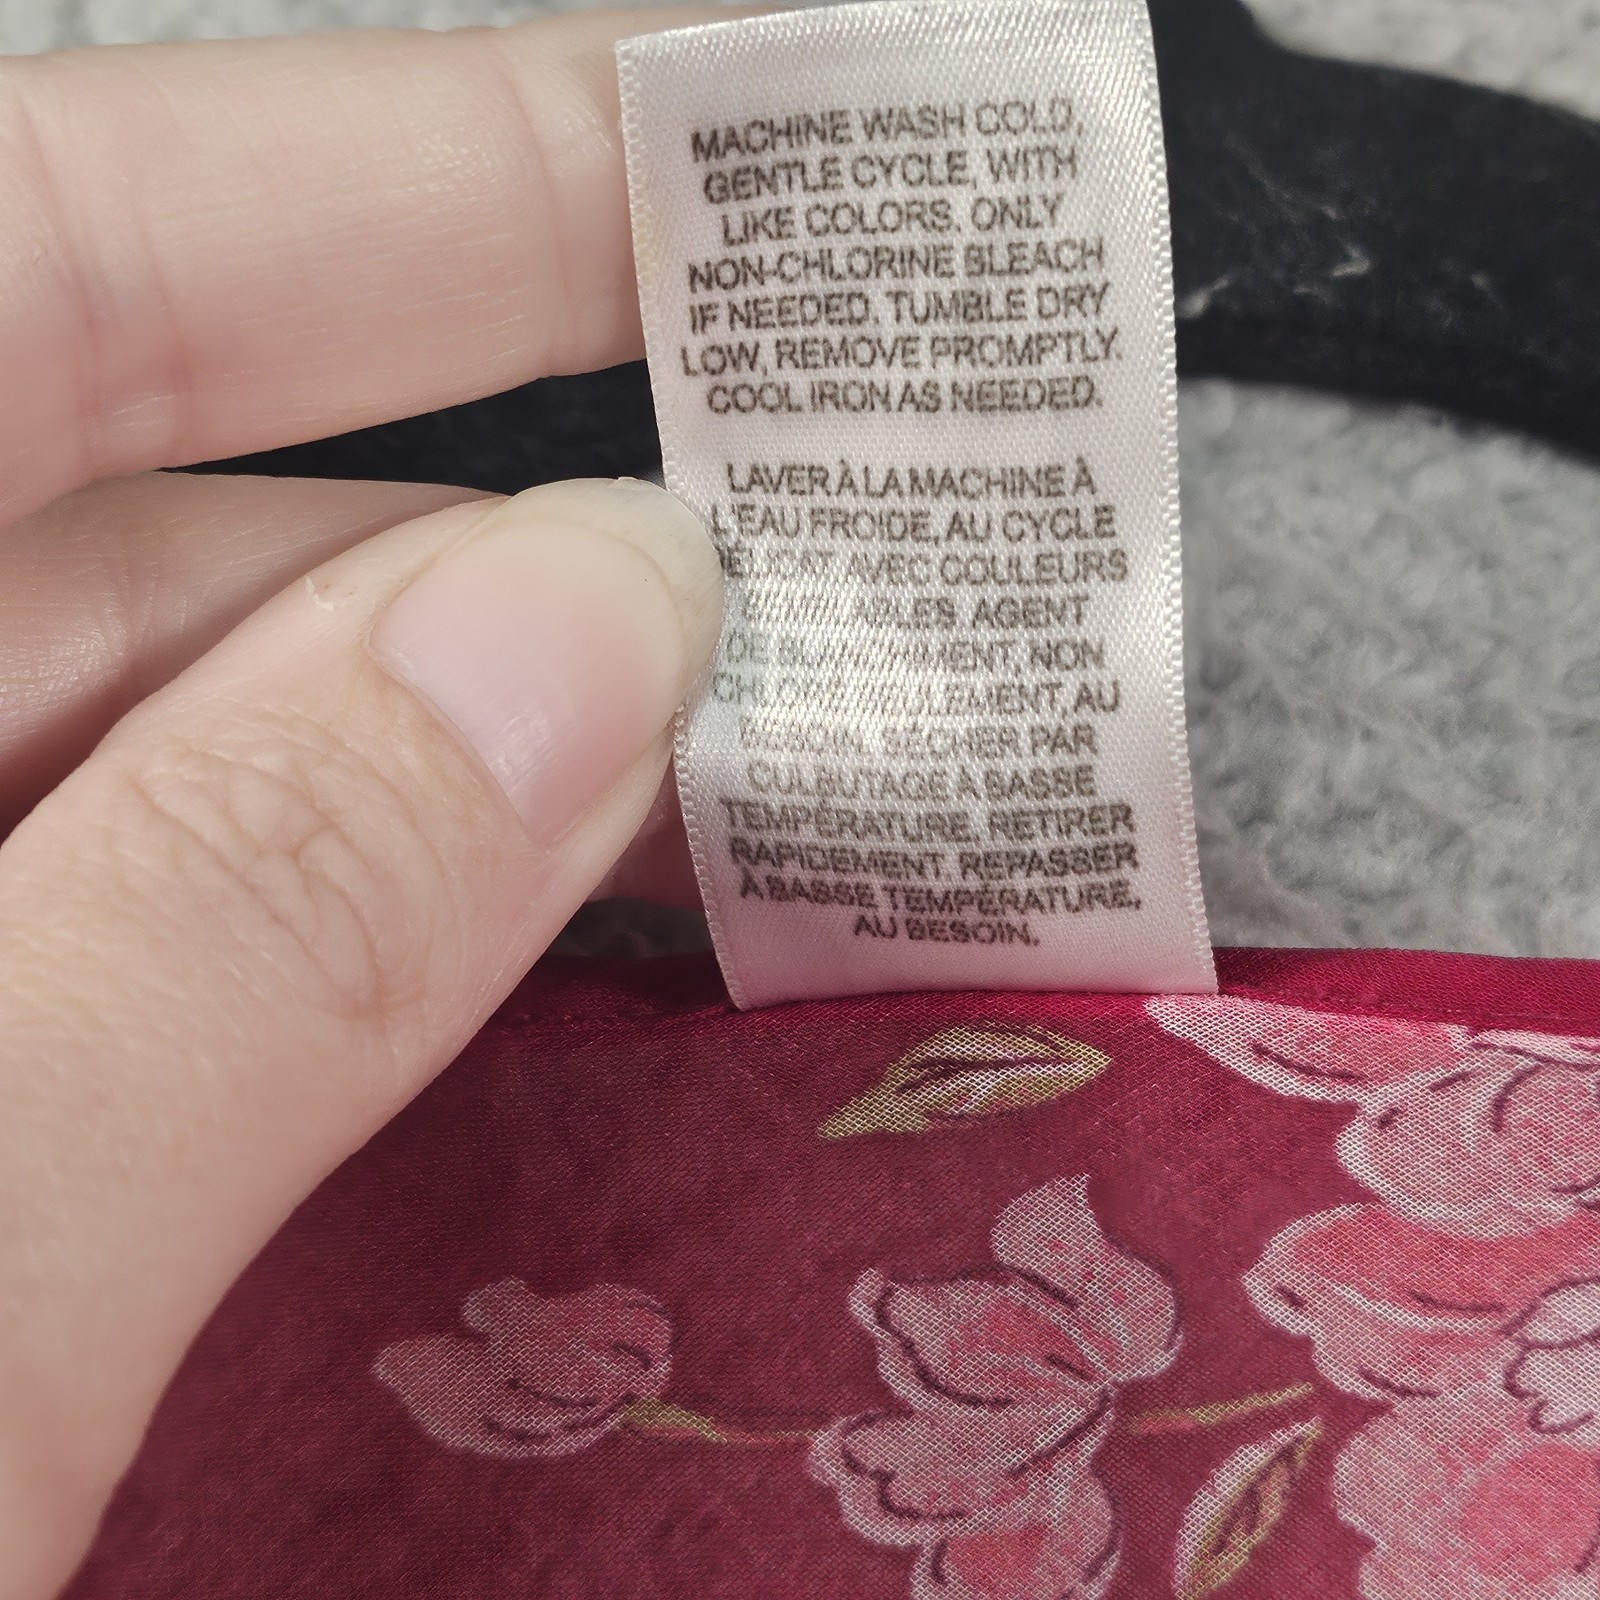 MACHINE WASH COLD,
GENTLE CYCLE, WITH
LIKE COLORS. ONLY
NON-CHLORINE BLEACH
IF NEEDED. TUMBLE DRY
LOW, REMOVE PROMPTLY.
COOL IRON AS NEEDED.
LAVER À LA MACHINE À
L'EAU FROIDE, AU CYCLE
AVEC COULEURS
AGENT
NON
SEULEMENT, AU
BESOIN. SÉCHER PAR
CULBUTAGE À BASSE
TEMPÉRATURE. RETIRER
RAPIDEMENT. REPASSER
À BASSE TEMPÉRATURE,
AU BESOIN.